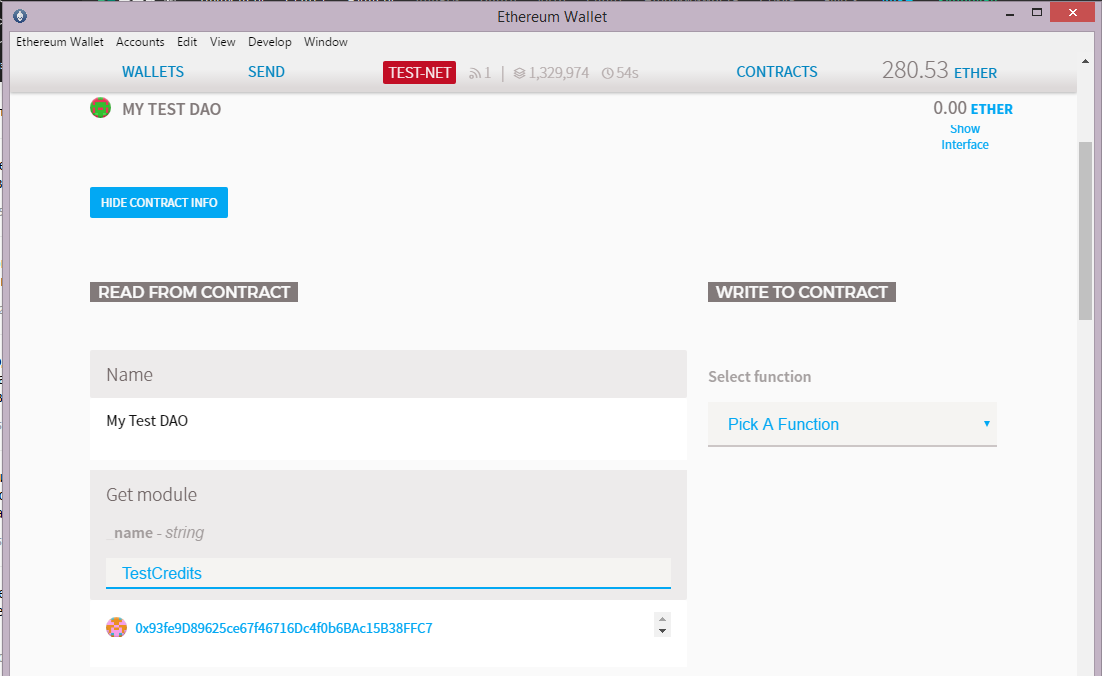 Ethereum Wallet
Ethereum Wallet Accounts Edit View Develop Window
WALLETS SEND TEST-NET 1 | 1,329,974 54s CONTRACTS 280.53 ETHER
MY TEST DAO 0.00 ETHER
Show
Interface
HIDE CONTRACT INFO
READ FROM CONTRACT WRITE TO CONTRACT
Name
Select function
My Test DAO Pick A Function
Get module
_name - string
TestCredits
0x93fe9D89625ce67f46716Dc4f0b6BAc15B38FFC7